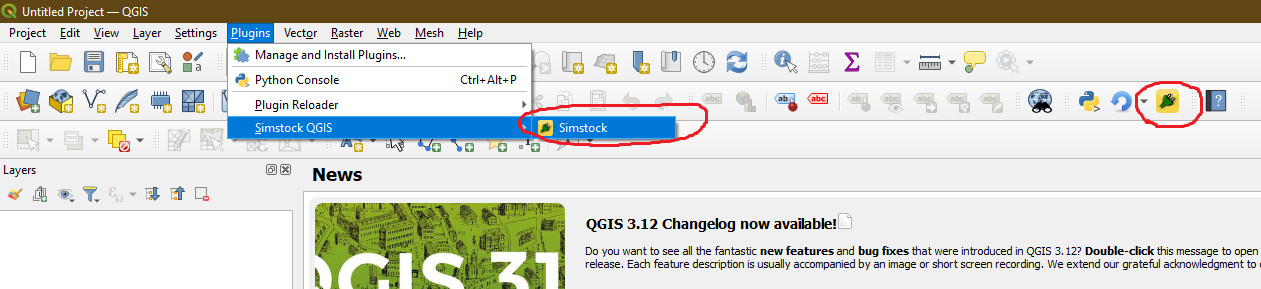 Untitled Project — QGIS
Project Edit View Layer Settings Plugins Vector Raster Web Mesh Help
Manage and Install Plugins...
Python Console Ctrl+Alt+P
Plugin Reloader
Simstock QGIS Simstock
abc abc abc
Layers
News
QGIS 3.12 Changelog now available!
Do you want to see all the fantastic new features and bug fixes that were introduced in QGIS 3.12? Double-click this message to open
release. Each feature description is usually accompanied by an image or short screen recording. We extend our grateful acknowledgment to
QGIS 31